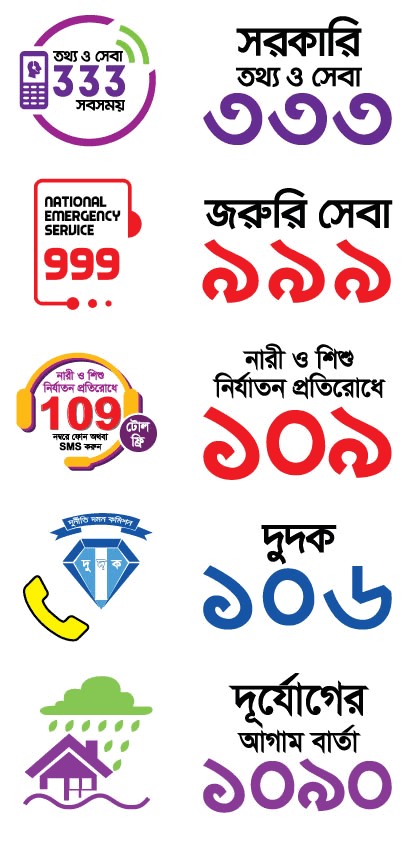 তথ্য ও সেবা
333
সবসময়
সরকারি
তথ্য ও সেবা
৩৩৩
NATIONAL
EMERGENCY
SERVICE
999
জরুরি সেবা
৯৯৯
নারী ও শিশু
নির্যাতন প্রতিরোধে
109
নম্বরে ফোন অথবা
SMS করুন
টোল
ফ্রি
নারী ও শিশু
নির্যাতন প্রতিরোধে
১০৯
দুর্নীতি দমন কমিশন
দু দ ক
দুদক
১০৬
দূর্যোগের
আগাম বার্তা
১০৯০